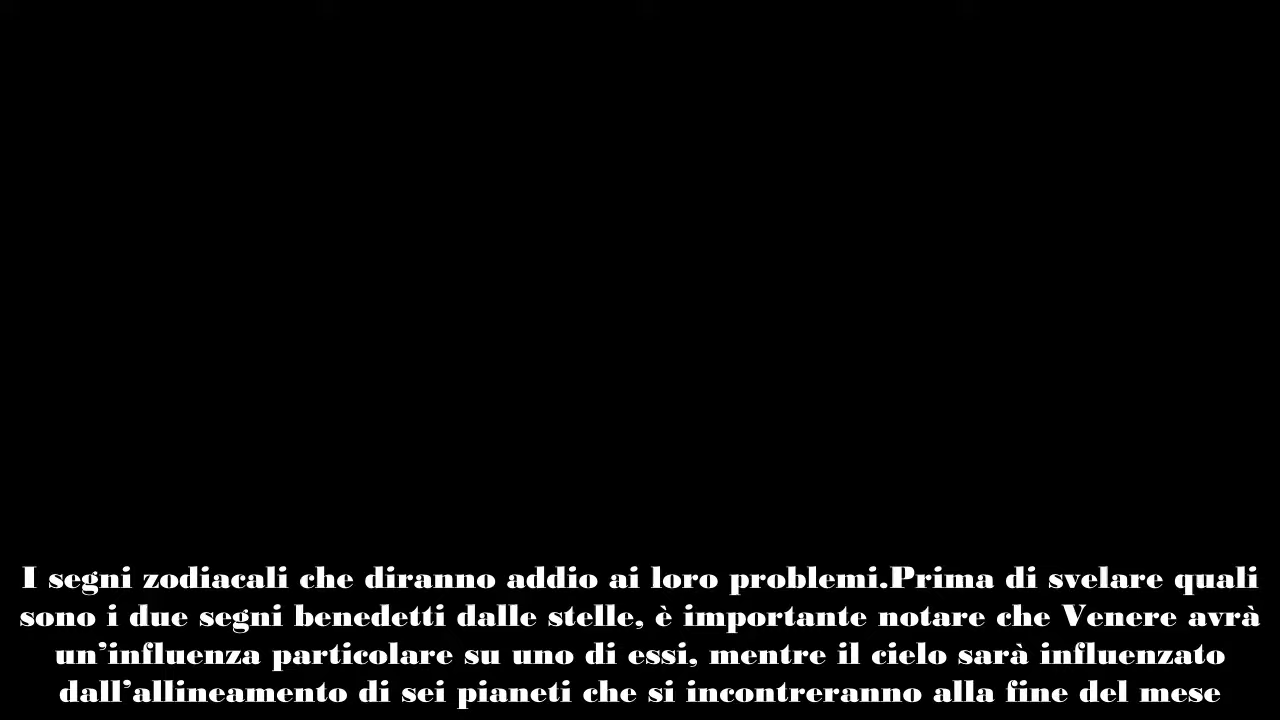 I segni zodiacali che diranno addio ai loro problemi.Prima di svelare quali
sono i due segni benedetti dalle stelle, è importante notare che Venere avrà
un’influenza particolare su uno di essi, mentre il cielo sarà influenzato
dall’allineamento di sei pianeti che si incontreranno alla fine del mese